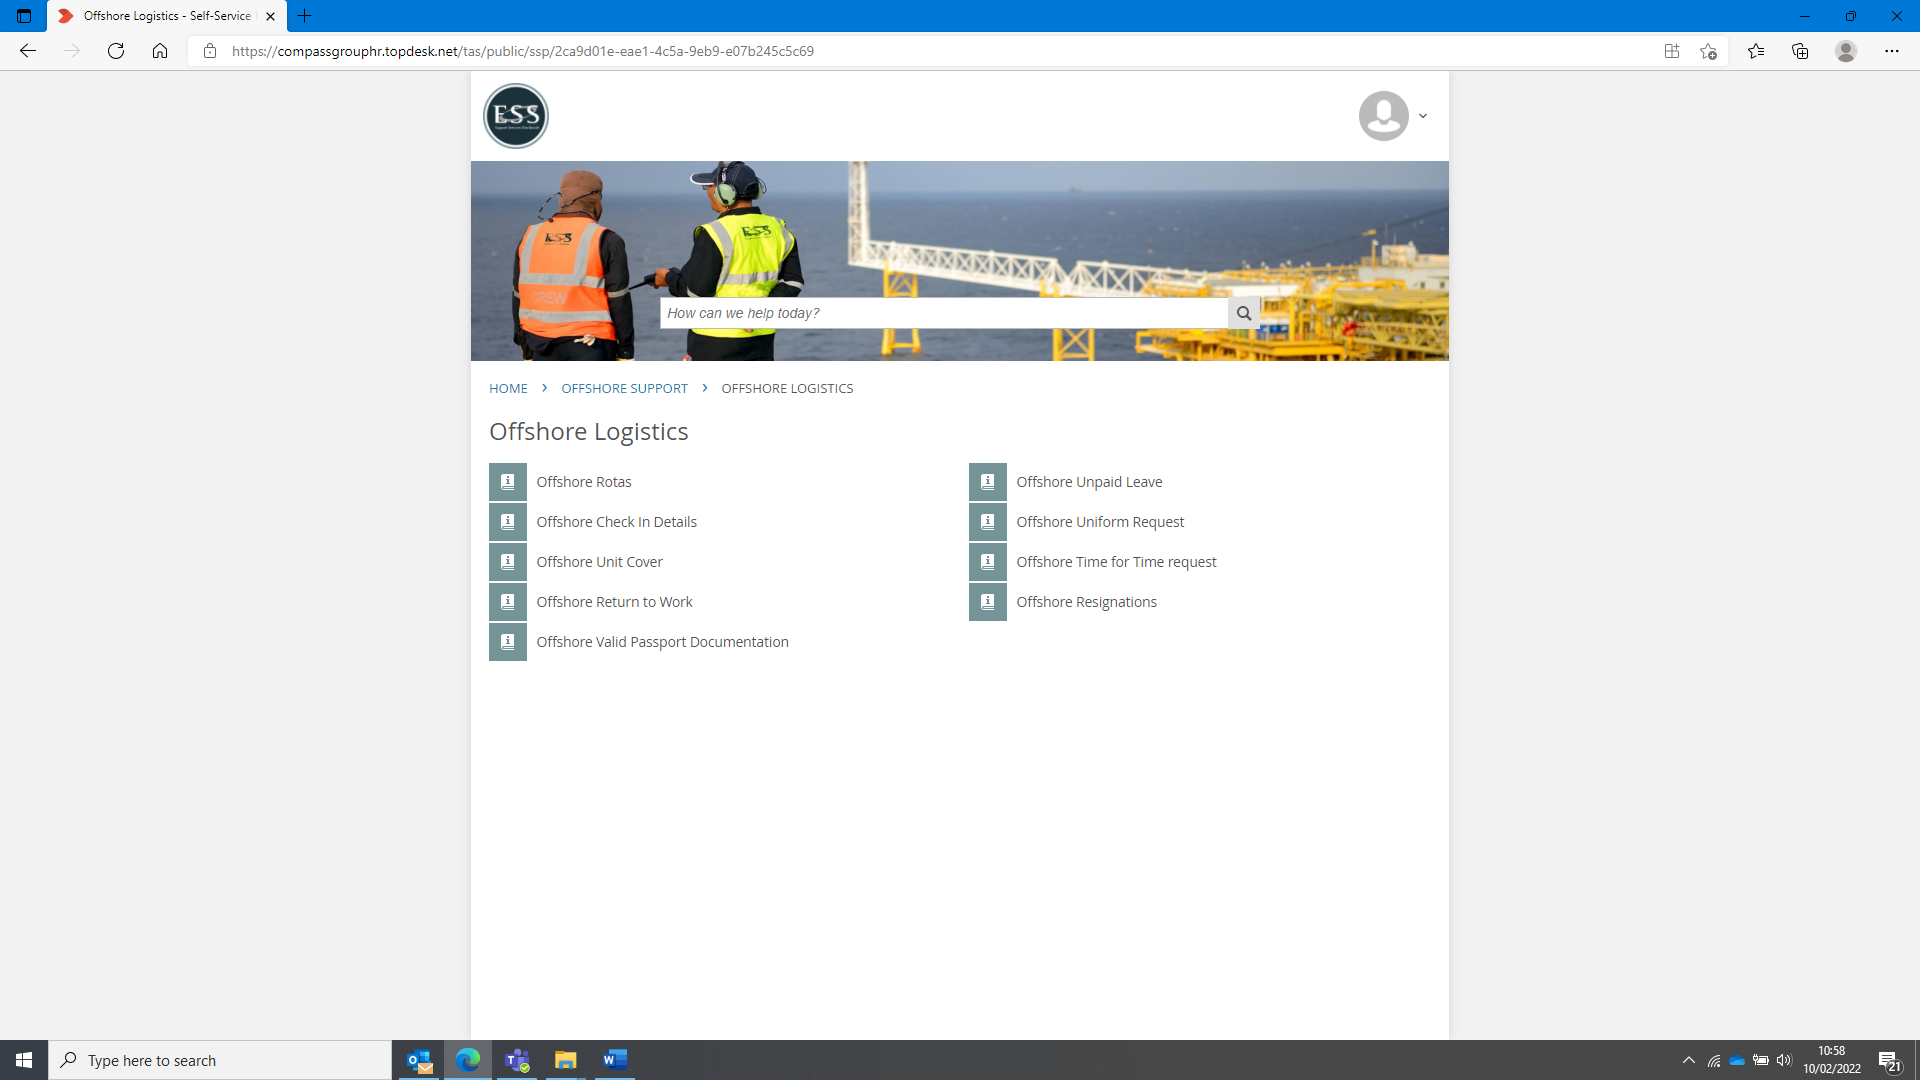 Offshore Logistics - Self-Service
https://compassgrouphr.topdesk.net/tas/public/ssp/2ca9d01e-eae1-4c5a-9eb9-e07b245c5c69
ESS
ESS
ESS
CREW
How can we help today?
HOME > OFFSHORE SUPPORT > OFFSHORE LOGISTICS
Offshore Logistics
Offshore Rotas
Offshore Check In Details
Offshore Unit Cover
Offshore Return to Work
Offshore Valid Passport Documentation
Offshore Unpaid Leave
Offshore Uniform Request
Offshore Time for Time request
Offshore Resignations
Type here to search
10:58
10/02/2022
21